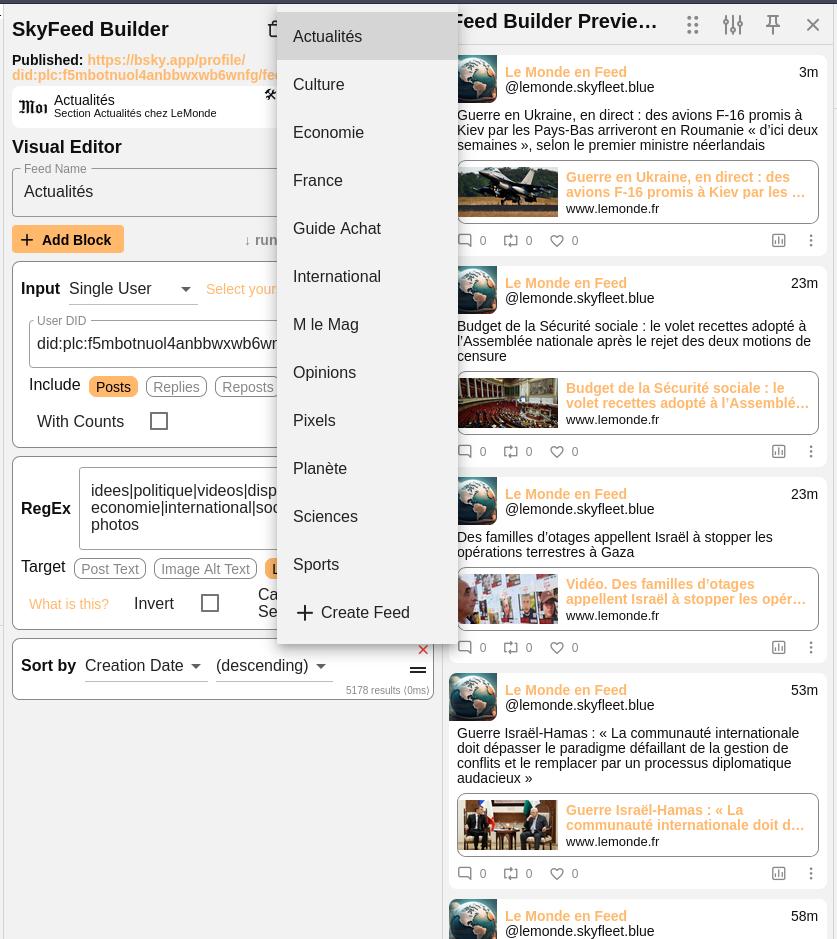 SkyFeed Builder
Published: https://bsky.app/profile/
did:plc:f5mbotnuol4anbbwxwb6wnfg/fee
Actualités
Section Actualités chez LeMonde
Visual Editor
Feed Name
Actualités
+ Add Block
↓ run
Input Single User Select your
User DID
did:plc:f5mbotnuol4anbbwxwb6wn
Include Posts Replies Reposts
With Counts
RegEx
idees|politique|videos|disp
economie|international|soc
photos
Target Post Text Image Alt Text L
What is this? Invert
Ca
Se
Sort by Creation Date (descending)
5178 results (0ms)
Actualités
Culture
Economie
France
Guide Achat
International
M le Mag
Opinions
Pixels
Planète
Sciences
Sports
+ Create Feed
Feed Builder Previe…
Le Monde en Feed 3m
@lemonde.skyfleet.blue
Guerre en Ukraine, en direct : des avions F-16 promis à
Kiev par les Pays-Bas arriveront en Roumanie « d’ici deux
semaines », selon le premier ministre néerlandais
Guerre en Ukraine, en direct : des
avions F-16 promis à Kiev par les …
www.lemonde.fr
0 0 0
Le Monde en Feed 23m
@lemonde.skyfleet.blue
Budget de la Sécurité sociale : le volet recettes adopté à
l’Assemblée nationale après le rejet des deux motions de
censure
Budget de la Sécurité sociale : le
volet recettes adopté à l’Assemblé…
www.lemonde.fr
0 0 0
Le Monde en Feed 23m
@lemonde.skyfleet.blue
Des familles d’otages appellent Israël à stopper les
opérations terrestres à Gaza
Vidéo. Des familles d’otages
appellent Israël à stopper les opér…
www.lemonde.fr
0 0 0
Le Monde en Feed 53m
@lemonde.skyfleet.blue
Guerre Israël-Hamas : « La communauté internationale
doit dépasser le paradigme défaillant de la gestion de
conflits et le remplacer par un processus diplomatique
audacieux »
Guerre Israël-Hamas : « La
communauté internationale doit d…
www.lemonde.fr
0 0 0
Le Monde en Feed 58m
@lemonde.skyfleet.blue